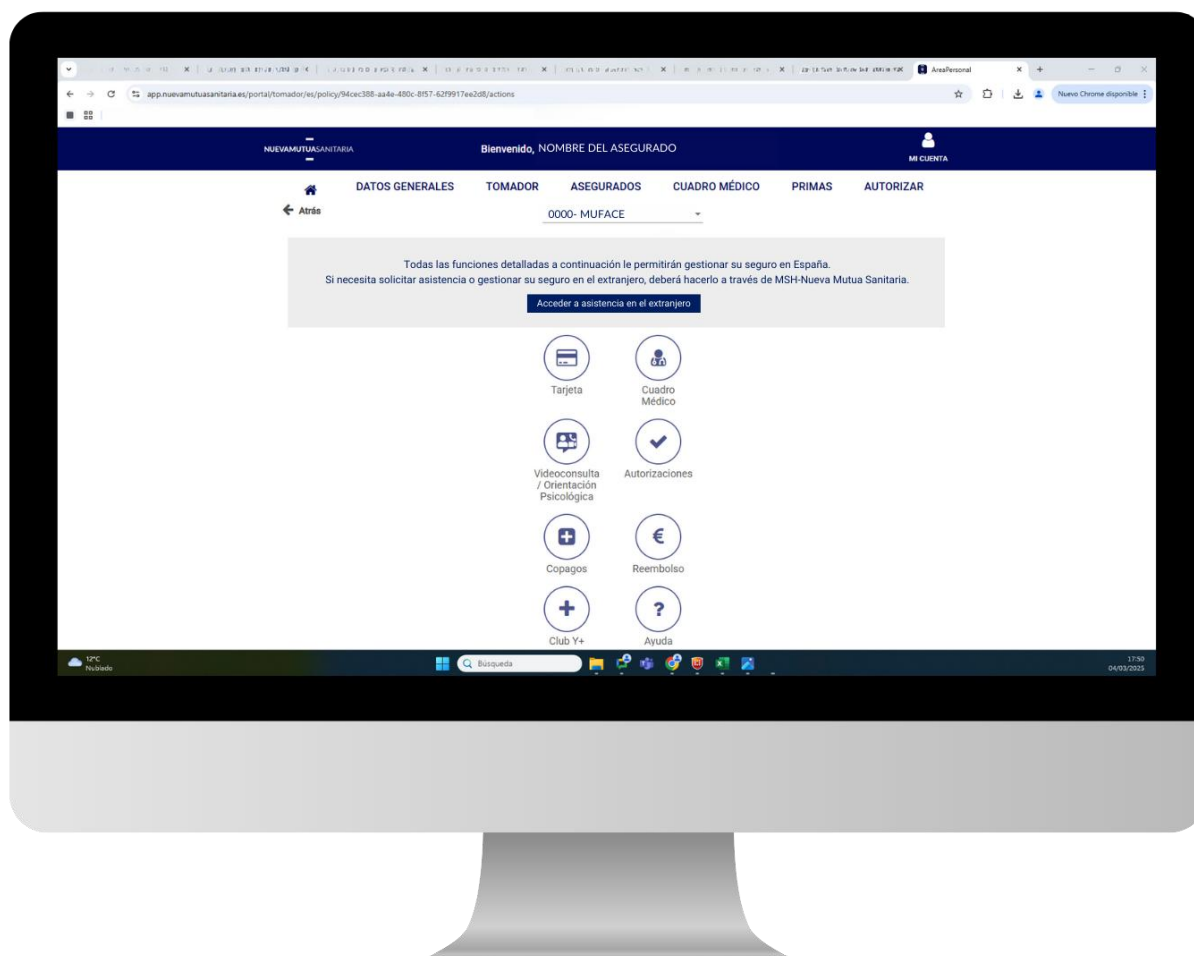 AreaPersonal
app.nuevamutuasanitaria.es/portal/tomador/es/policy/94cec388-aa4e-480c-8f57-62f9917ee2d8/actions
Nuevo Chrome disponible
NUEVAMUTUASANITARIA
Bienvenido, NOMBRE DEL ASEGURADO
MI CUENTA
DATOS GENERALES TOMADOR ASEGURADOS CUADRO MÉDICO PRIMAS AUTORIZAR
Atrás
0000- MUFACE
Todas las funciones detalladas a continuación le permitirán gestionar su seguro en España.
Si necesita solicitar asistencia o gestionar su seguro en el extranjero, deberá hacerlo a través de MSH-Nueva Mutua Sanitaria.
Acceder a asistencia en el extranjero
Tarjeta
Cuadro
Médico
Videoconsulta
/ Orientación
Psicológica
Autorizaciones
Copagos
Reembolso
Club Y+
Ayuda
12°C
Nublado
Búsqueda
17:50
04/03/2025